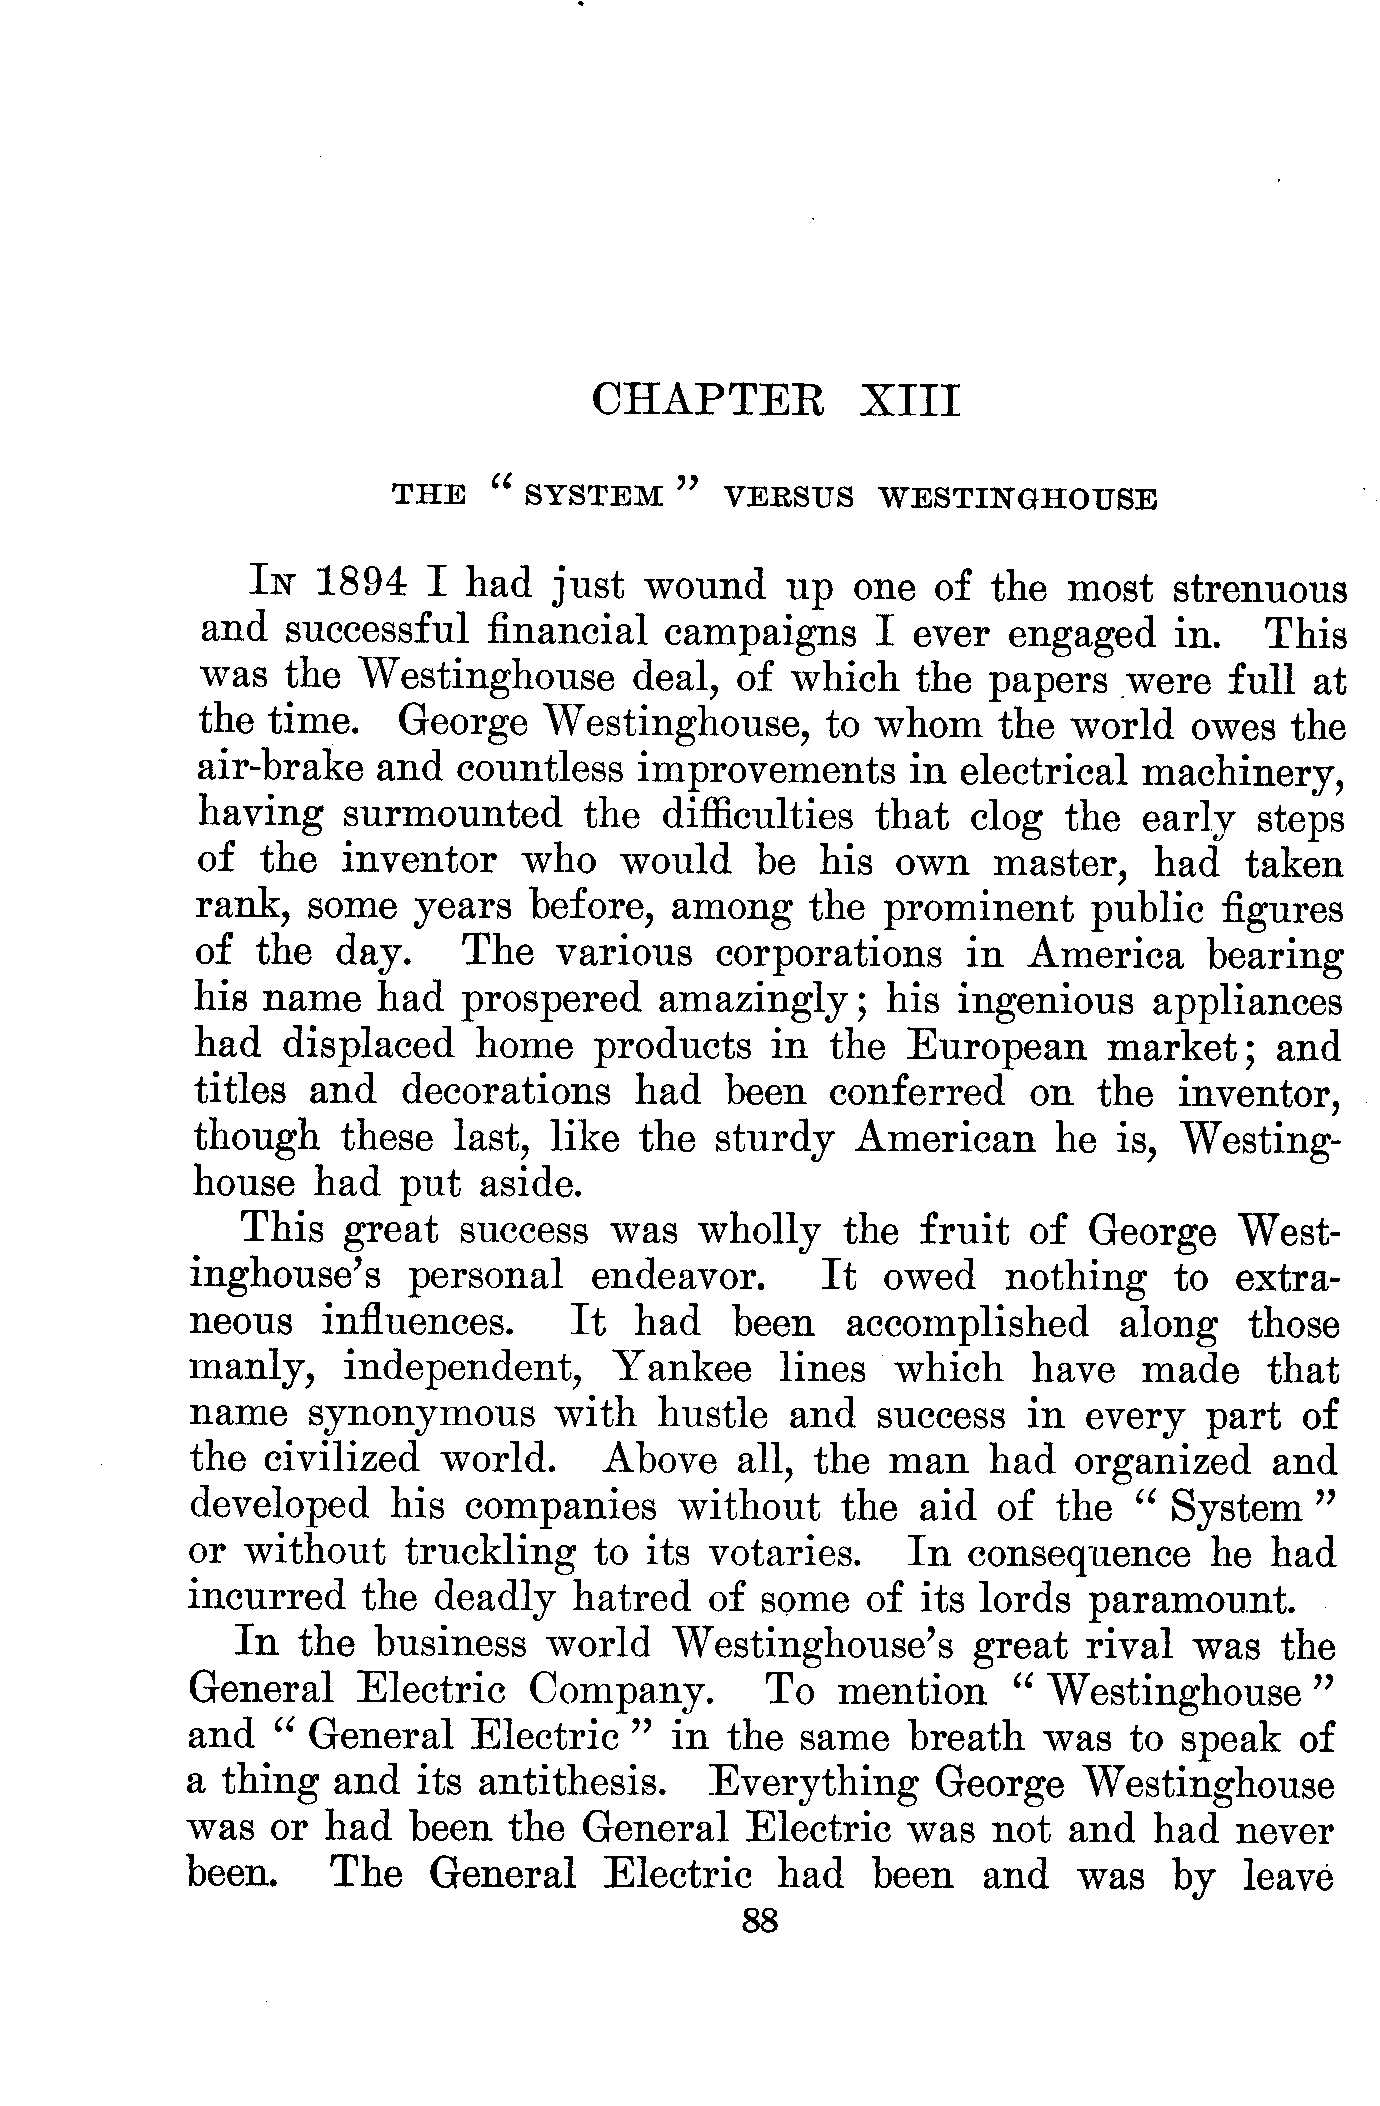 CHAPTER XIII
THE “ SYSTEM ” VERSUS WESTINGHOUSE
IN 1894 I had just wound up one of the most strenuous
and successful financial campaigns I ever engaged in. This
was the Westinghouse deal, of which the papers were full at
the time. George Westinghouse, to whom the world owes the
air-brake and countless improvements in electrical machinery,
having surmounted the difficulties that clog the early steps
of the inventor who would be his own master, had taken
rank, some years before, among the prominent public figures
of the day. The various corporations in America bearing
his name had prospered amazingly; his ingenious appliances
had displaced home products in the European market; and
titles and decorations had been conferred on the inventor,
though these last, like the sturdy American he is, Westing-
house had put aside.
This great success was wholly the fruit of George West-
inghouse’s personal endeavor. It owed nothing to extra-
neous influences. It had been accomplished along those
manly, independent, Yankee lines which have made that
name synonymous with hustle and success in every part of
the civilized world. Above all, the man had organized and
developed his companies without the aid of the “ System ”
or without truckling to its votaries. In consequence he had
incurred the deadly hatred of some of its lords paramount.
In the business world Westinghouse’s great rival was the
General Electric Company. To mention “ Westinghouse ”
and “ General Electric ” in the same breath was to speak of
a thing and its antithesis. Everything George Westinghouse
was or had been the General Electric was not and had never
been. The General Electric had been and was by leave
88